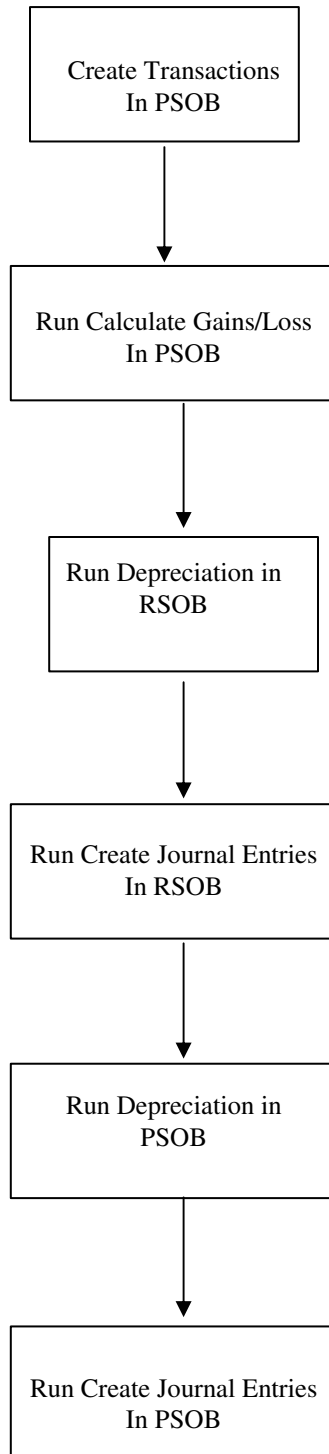 Create Transactions
In PSOB
Run Calculate Gains/Loss
In PSOB
Run Depreciation in
RSOB
Run Create Journal Entries
In RSOB
Run Depreciation in
PSOB
Run Create Journal Entries
In PSOB